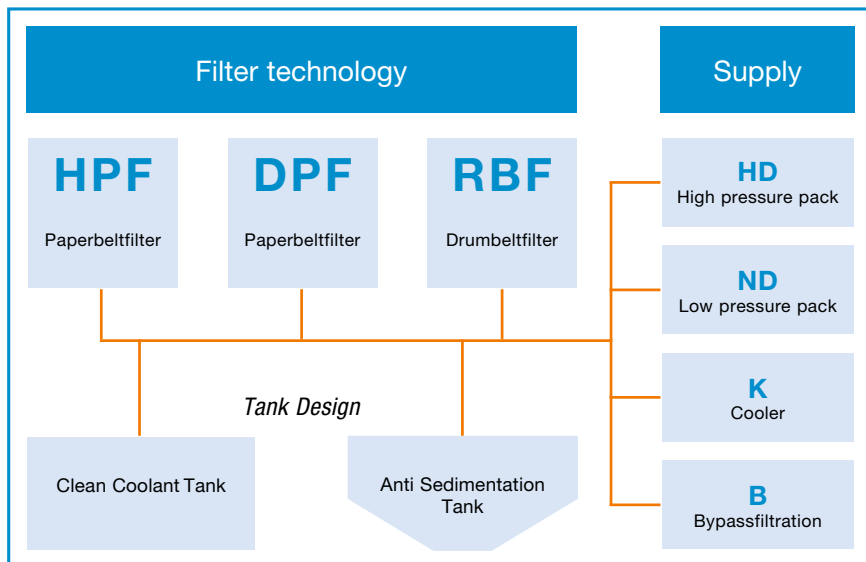 Filter technology
Supply
HPF
Paperbeltfilter
DPF
Paperbeltfilter
RBF
Drumbeltfilter
HD
High pressure pack
ND
Low pressure pack
K
Cooler
B
Bypassfiltration
Tank Design
Clean Coolant Tank
Anti Sedimentation
Tank